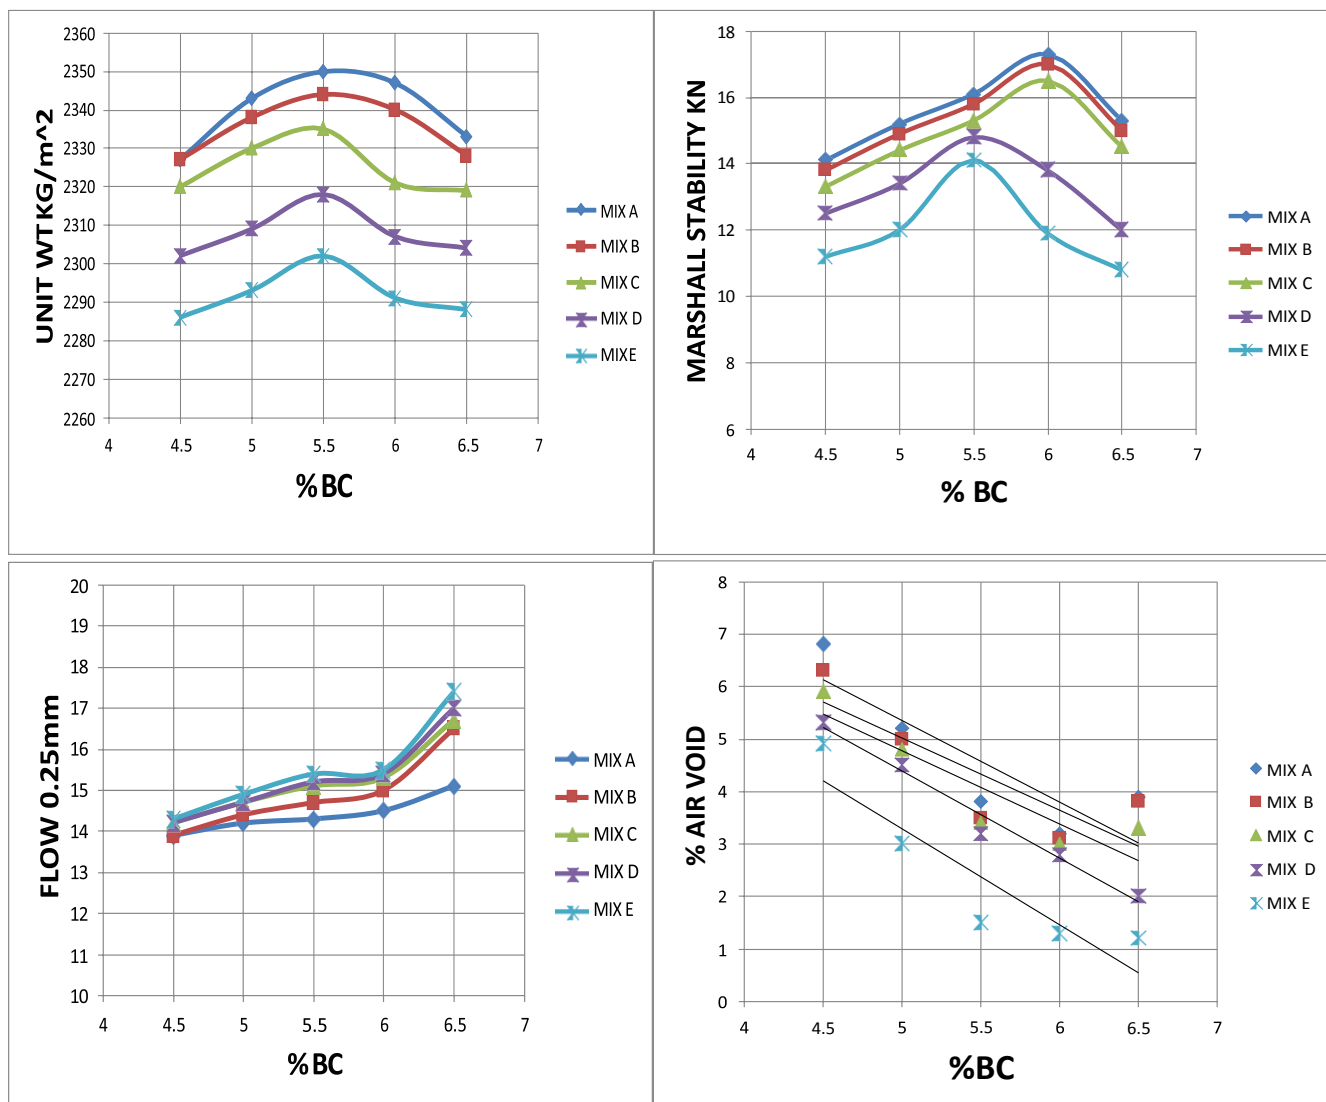 UNIT WT KG/m^2
2360
2350
2340
2330
2320
2310
2300
2290
2280
2270
2260
4
4.5
5
5.5
6
6.5
7
%BC
MIX A
MIX B
MIX C
MIX D
MIX E
MARSHALL STABILITY KN
18
16
14
12
10
8
6
4
4.5
5
5.5
6
6.5
7
% BC
MIX A
MIX B
MIX C
MIX D
MIX E
FLOW 0.25mm
20
19
18
17
16
15
14
13
12
11
10
4
4.5
5
5.5
6
6.5
7
%BC
MIX A
MIX B
MIX C
MIX D
MIX E
% AIR VOID
8
7
6
5
4
3
2
1
0
4
4.5
5
5.5
6
6.5
7
%BC
MIX A
MIX B
MIX C
MIX D
MIX E